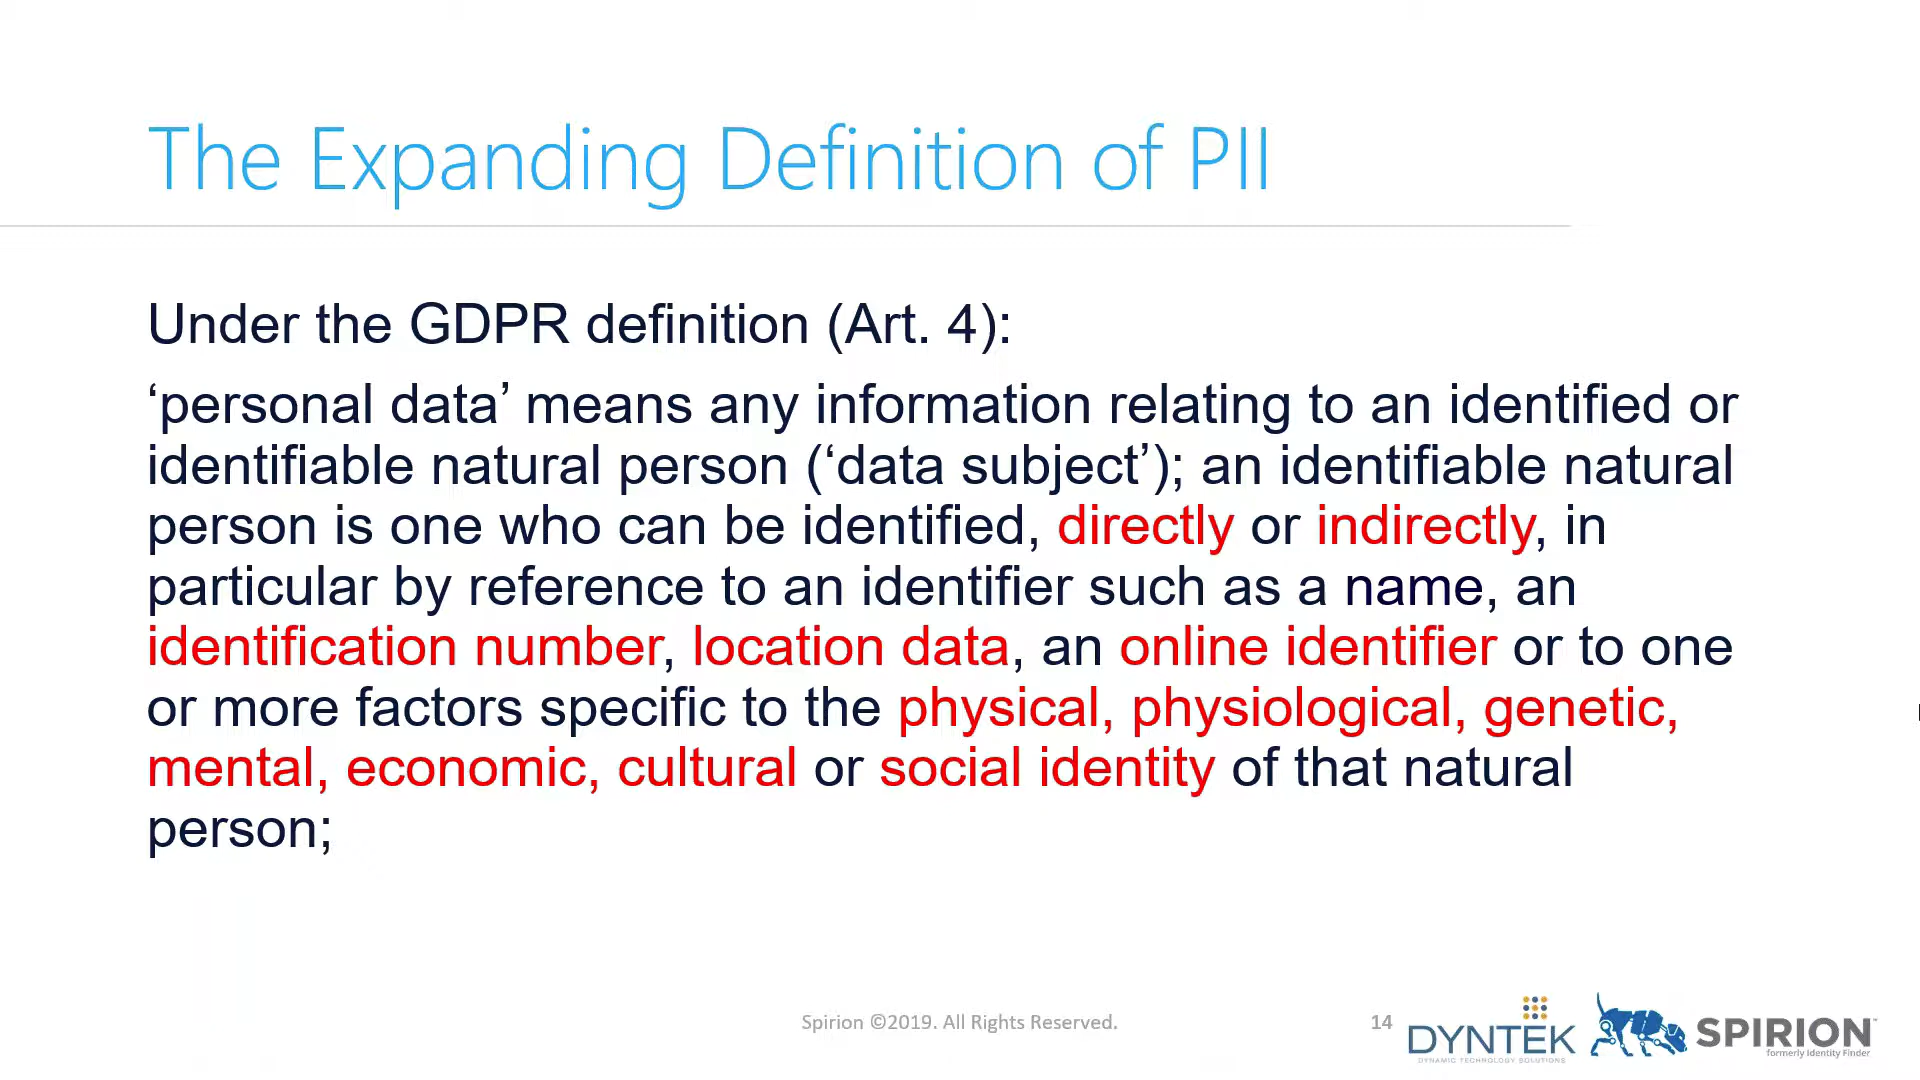 The Expanding Definition of PII
Under the GDPR definition (Art. 4):
‘personal data’ means any information relating to an identified or
identifiable natural person (‘data subject’); an identifiable natural
person is one who can be identified, directly or indirectly, in
particular by reference to an identifier such as a name, an
identification number, location data, an online identifier or to one
or more factors specific to the physical, physiological, genetic,
mental, economic, cultural or social identity of that natural
person;
Spirion ©2019. All Rights Reserved.
14
DYNTEK
DYNAMIC TECHNOLOGY SOLUTIONS
SPIRION™
formerly Identity Finder